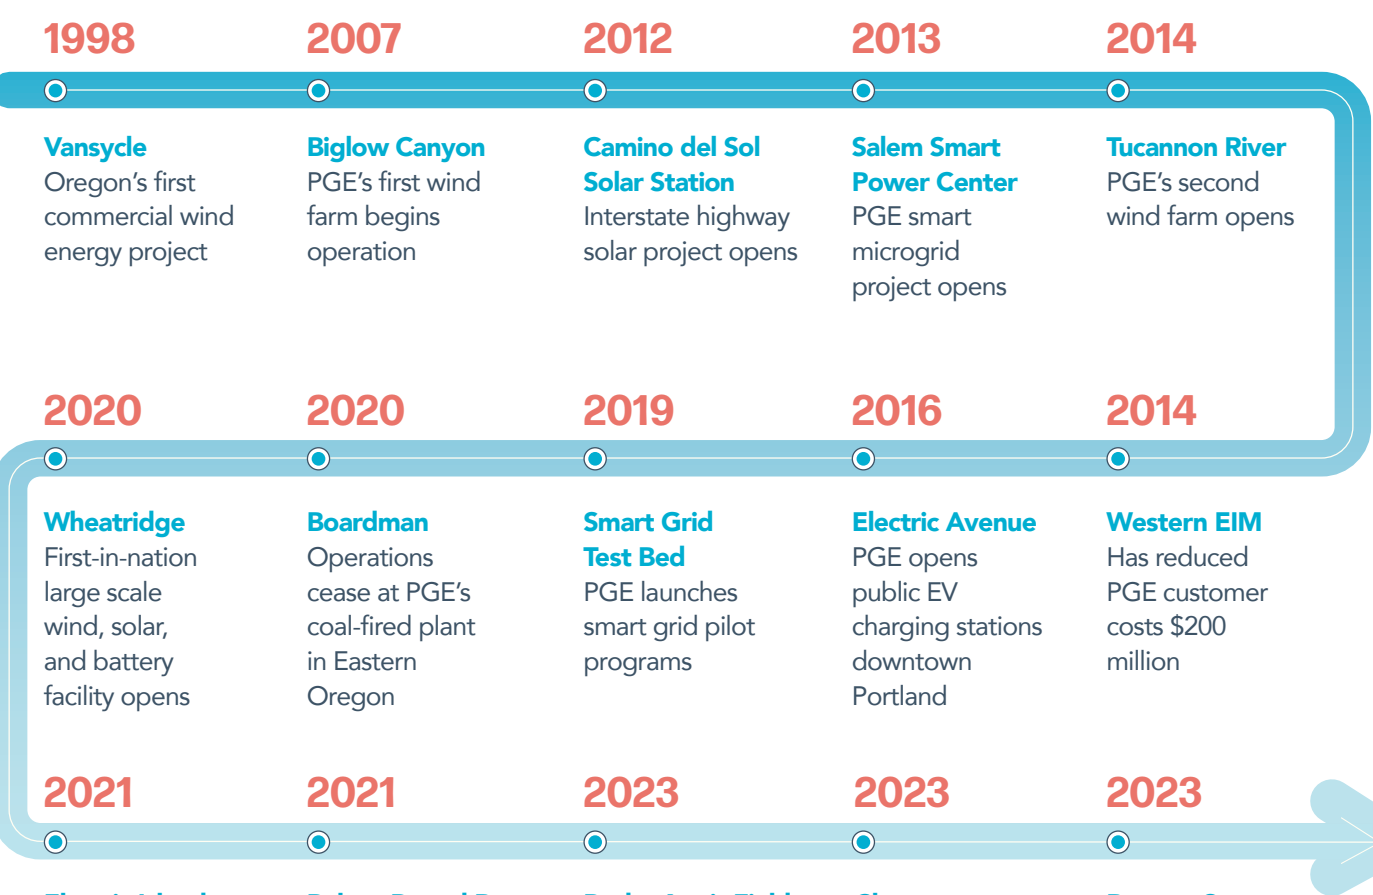 1998
2007
2012
2013
2014
Vansycle
Oregon's first
commercial wind
energy project
Biglow Canyon
PGE's first wind
farm begins
operation
Camino del Sol
Solar Station
Interstate highway
solar project opens
Salem Smart
Power Center
PGE smart
microgrid
project opens
Tucannon River
PGE's second
wind farm opens
2020
2020
2019
2016
2014
Wheatridge
First-in-nation
large scale
wind, solar,
and battery
facility opens
Boardman
Operations
cease at PGE's
coal-fired plant
in Eastern
Oregon
Smart Grid
Test Bed
PGE launches
smart grid pilot
programs
Electric Avenue
PGE opens
public EV
charging stations
downtown
Portland
Western EIM
Has reduced
PGE customer
costs $200
million
2021
2021
2023
2023
2023